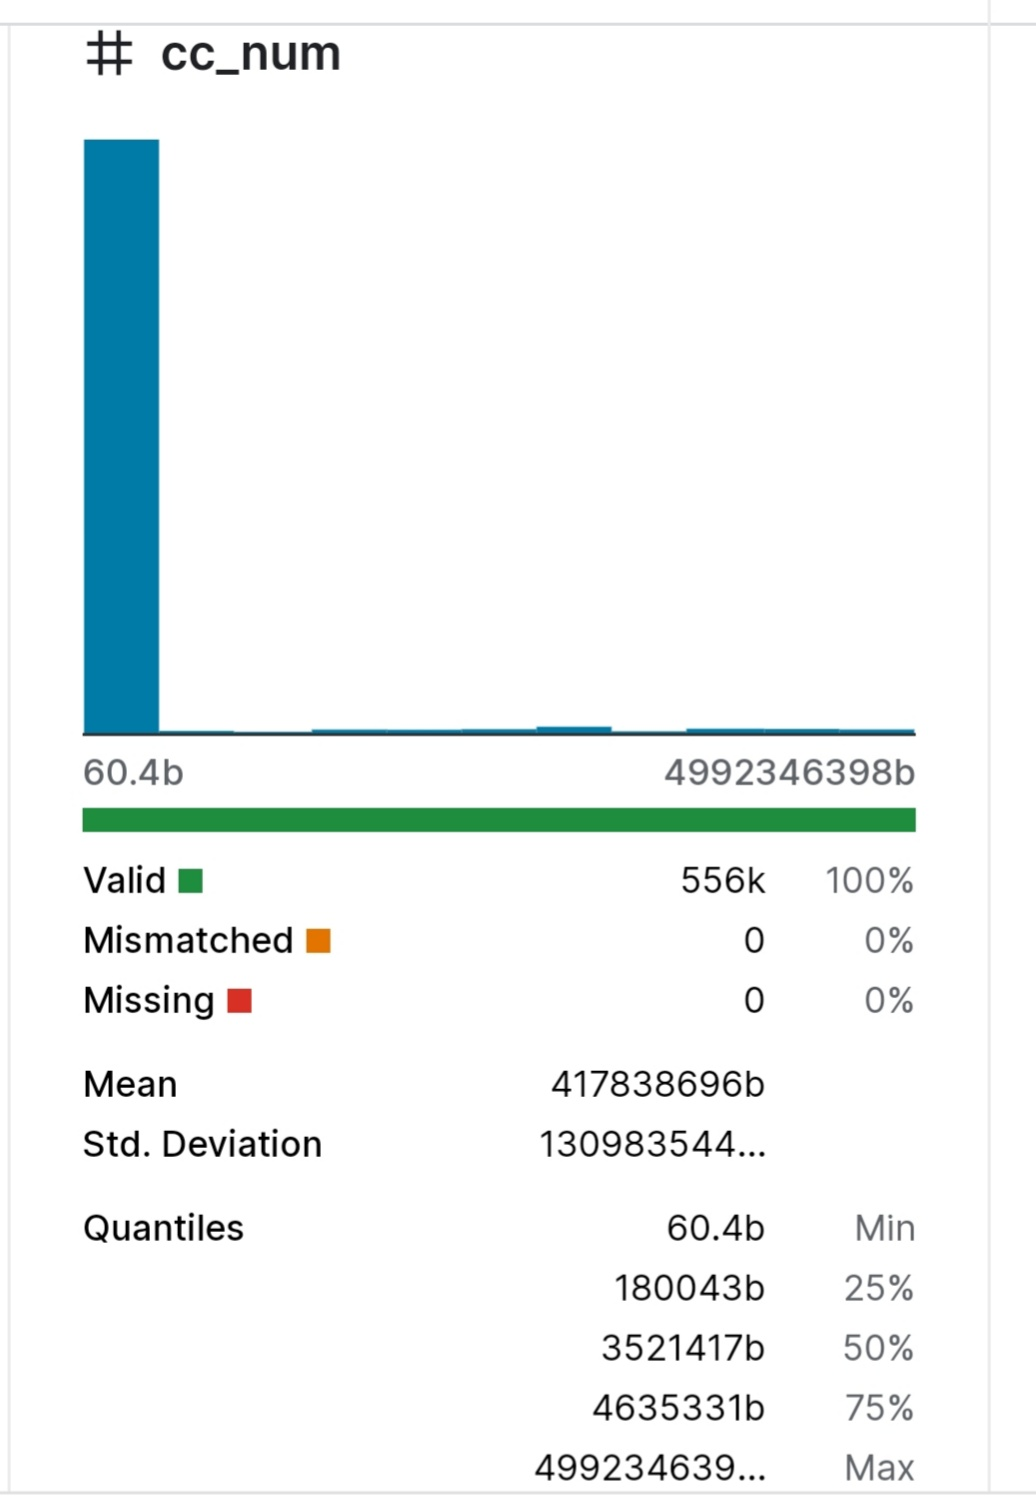 # cc_num
60.4b 4992346398b
Valid 556k 100%
Mismatched 0 0%
Missing 0 0%
Mean 417838696b
Std. Deviation 130983544...
Quantiles 60.4b Min
180043b 25%
3521417b 50%
4635331b 75%
499234639... Max